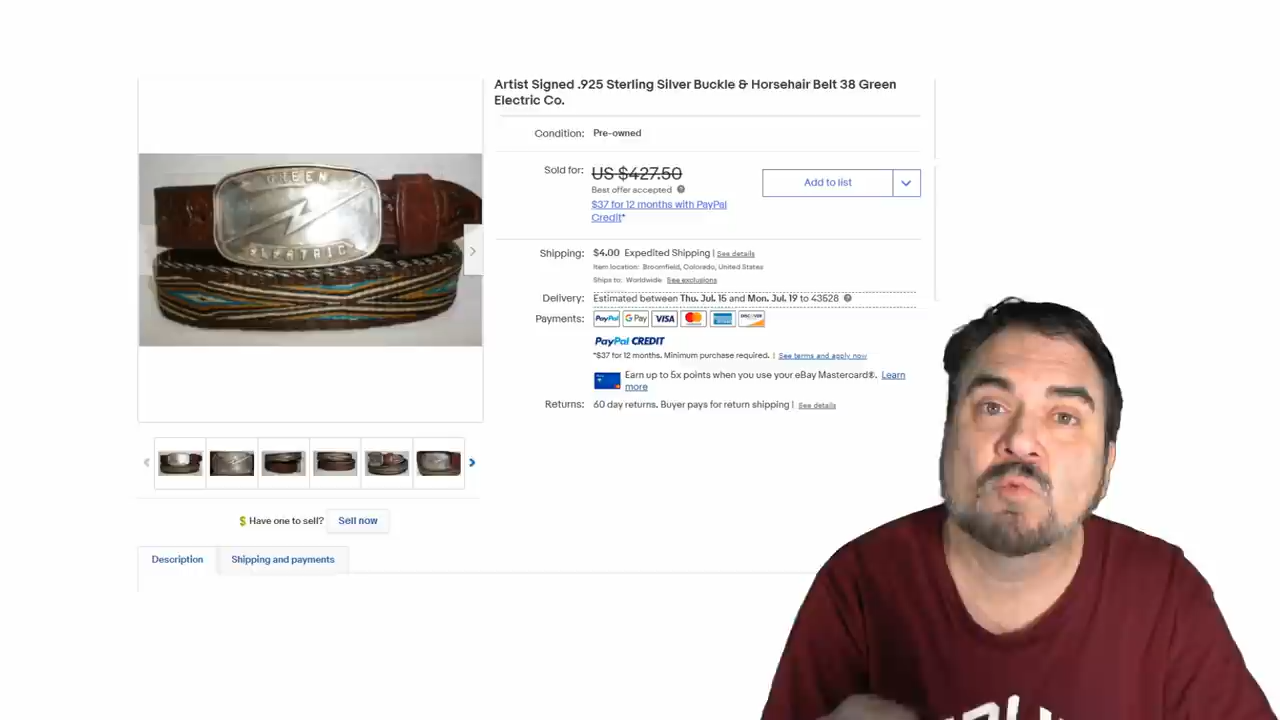 Artist Signed .925 Sterling Silver Buckle & Horsehair Belt 38 Green
Electric Co.
Condition: Pre-owned
Sold for: US $427.50
Add to list
Best offer accepted
$37 for 12 months with PayPal
Credit*
Shipping: $4.00 Expedited Shipping | See details
Item location: Broomfield, Colorado, United States
Ships to: Worldwide See exclusions
Delivery: Estimated between Thu. Jul. 15 and Mon. Jul. 19 to 43528
Payments: PayPal G Pay VISA
DISCOVER
PayPal CREDIT
*$37 for 12 months. Minimum purchase required. | See terms and apply now
Earn up to 5x points when you use your eBay Mastercard®. Learn
more
Returns: 60 day returns. Buyer pays for return shipping | See details
GREEN
ELECTRIC
$ Have one to sell? Sell now
Description
Shipping and payments